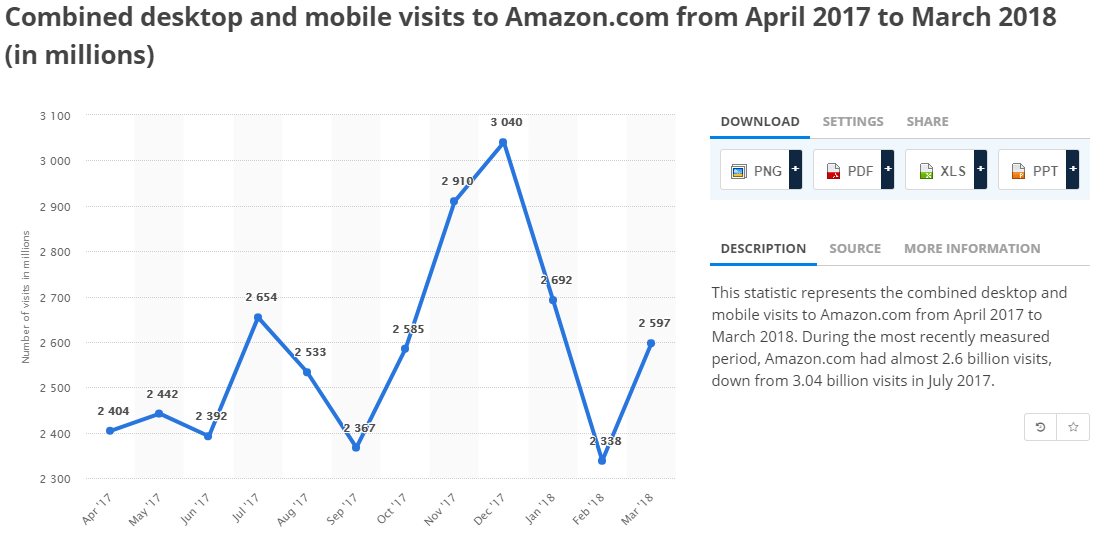 Combined desktop and mobile visits to Amazon.com from April 2017 to March 2018
(in millions)
3 100
3 000
2 900
2 800
2 700
2 600
2 500
2 400
2 300
Number of visits in millions
2 404
2 442
2 392
2 654
2 533
2 367
2 585
2 910
3 040
2 692
2 338
2 597
Apr '17
May '17
Jun '17
Jul '17
Aug '17
Sep '17
Oct '17
Nov '17
Dec '17
Jan '18
Feb '18
Mar '18
DOWNLOAD SETTINGS SHARE
PNG + PDF + XLS + PPT +
DESCRIPTION SOURCE MORE INFORMATION
This statistic represents the combined desktop and
mobile visits to Amazon.com from April 2017 to
March 2018. During the most recently measured
period, Amazon.com had almost 2.6 billion visits,
down from 3.04 billion visits in July 2017.